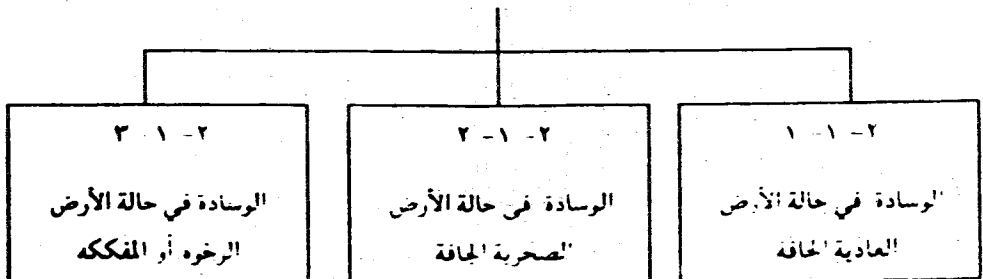 ٢- ١- ١
الوسادة في حالة الأرض
العادية الجافة
٢- ١- ٢
الوسادة في حالة الأرض
الصخرية الجافة
٢- ١- ٣
الوسادة في حالة الأرض
الرخوه أو المفككه